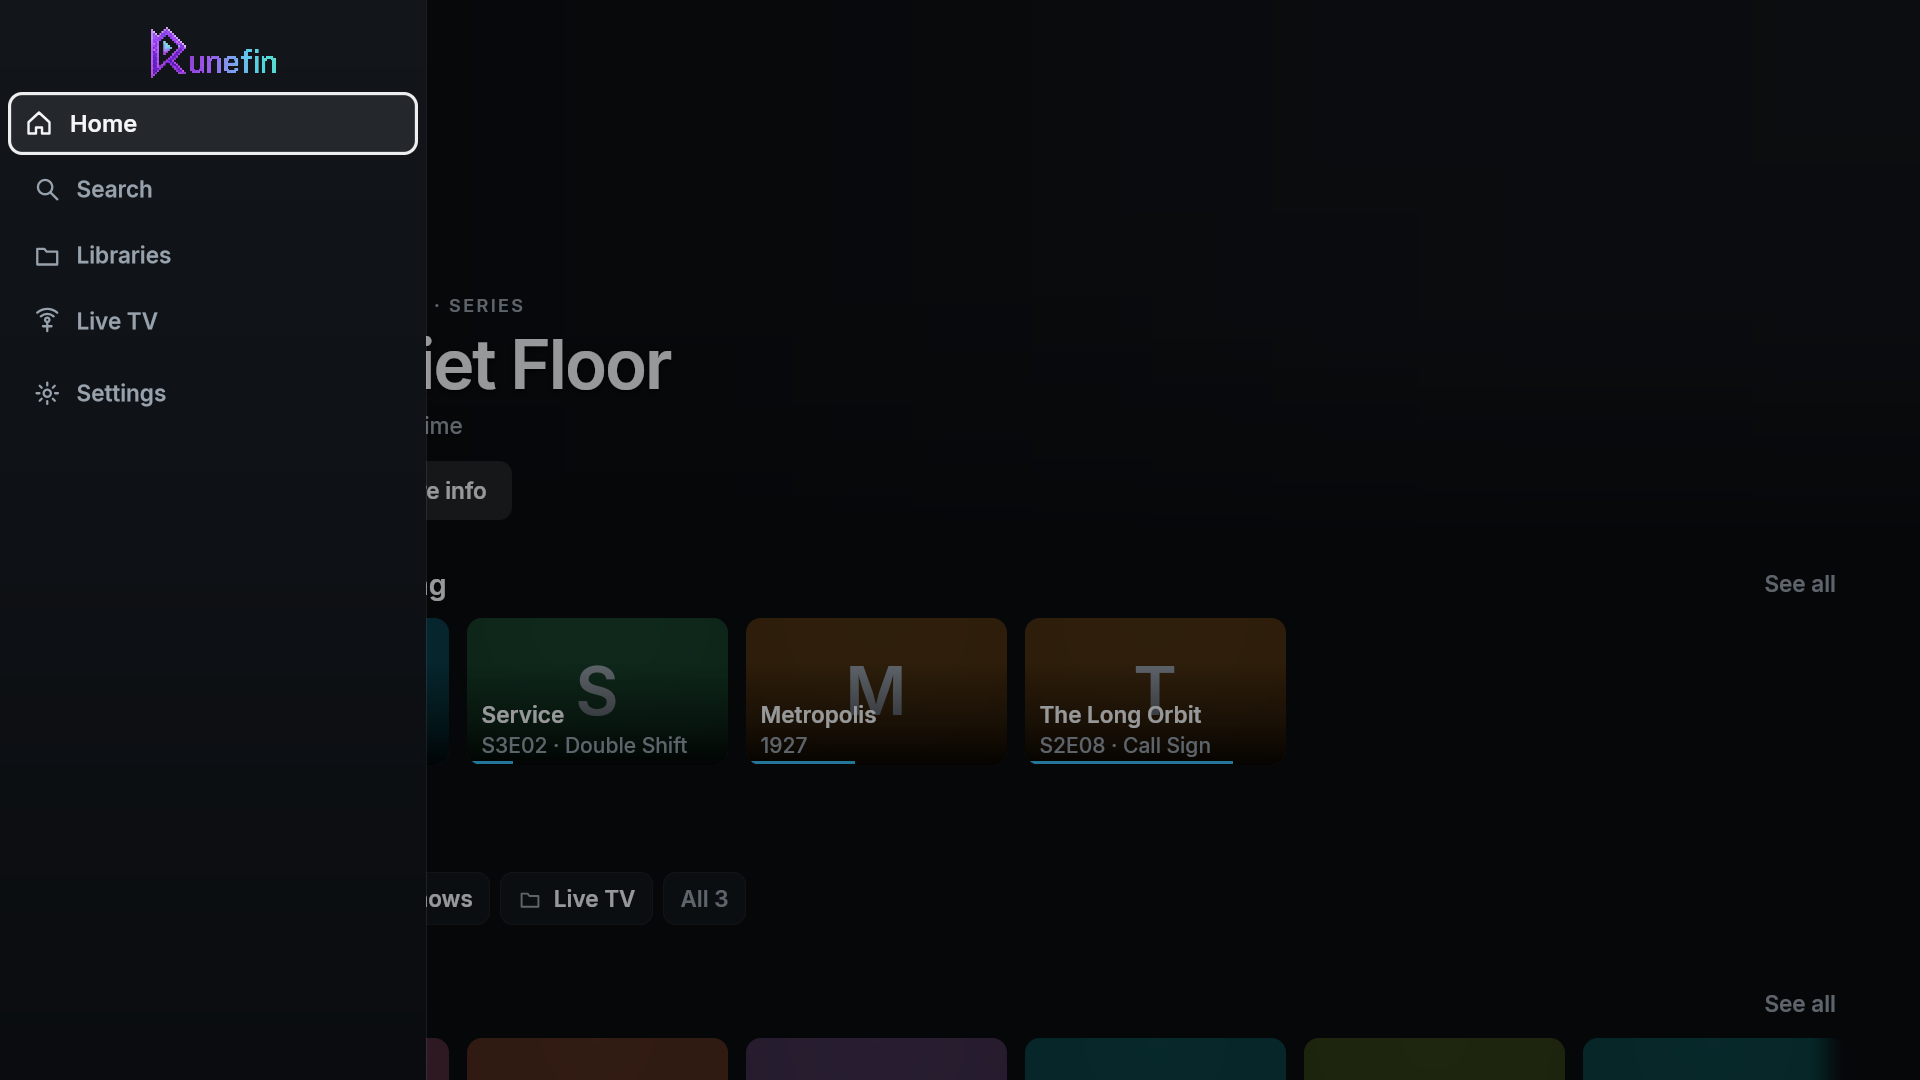 Runefin
Home
Search
Libraries
Live TV
Settings
· SERIES
iet Floor
ime
e info
g
See all
S
Service
S3E02 · Double Shift
M
Metropolis
1927
T
The Long Orbit
S2E08 · Call Sign
ows
Live TV
All 3
See all